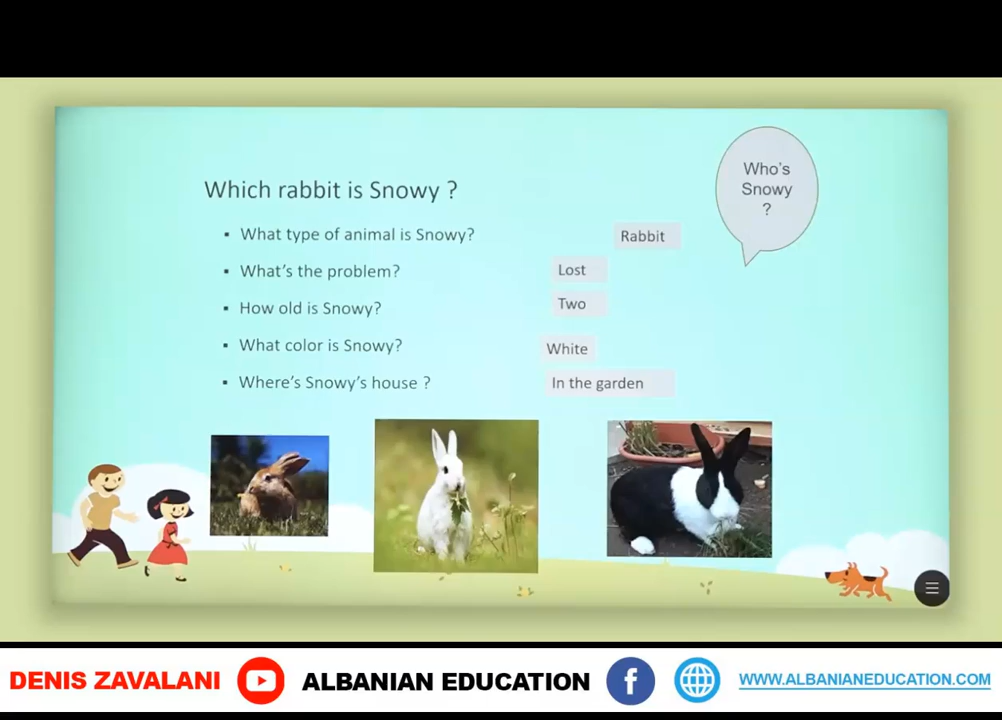 Who's
Snowy
?
Which rabbit is Snowy ?
▪ What type of animal is Snowy?
Rabbit
▪ What's the problem?
Lost
▪ How old is Snowy?
Two
▪ What color is Snowy?
White
▪ Where's Snowy's house ?
In the garden
DENIS ZAVALANI
ALBANIAN EDUCATION
WWW.ALBANIANEDUCATION.COM